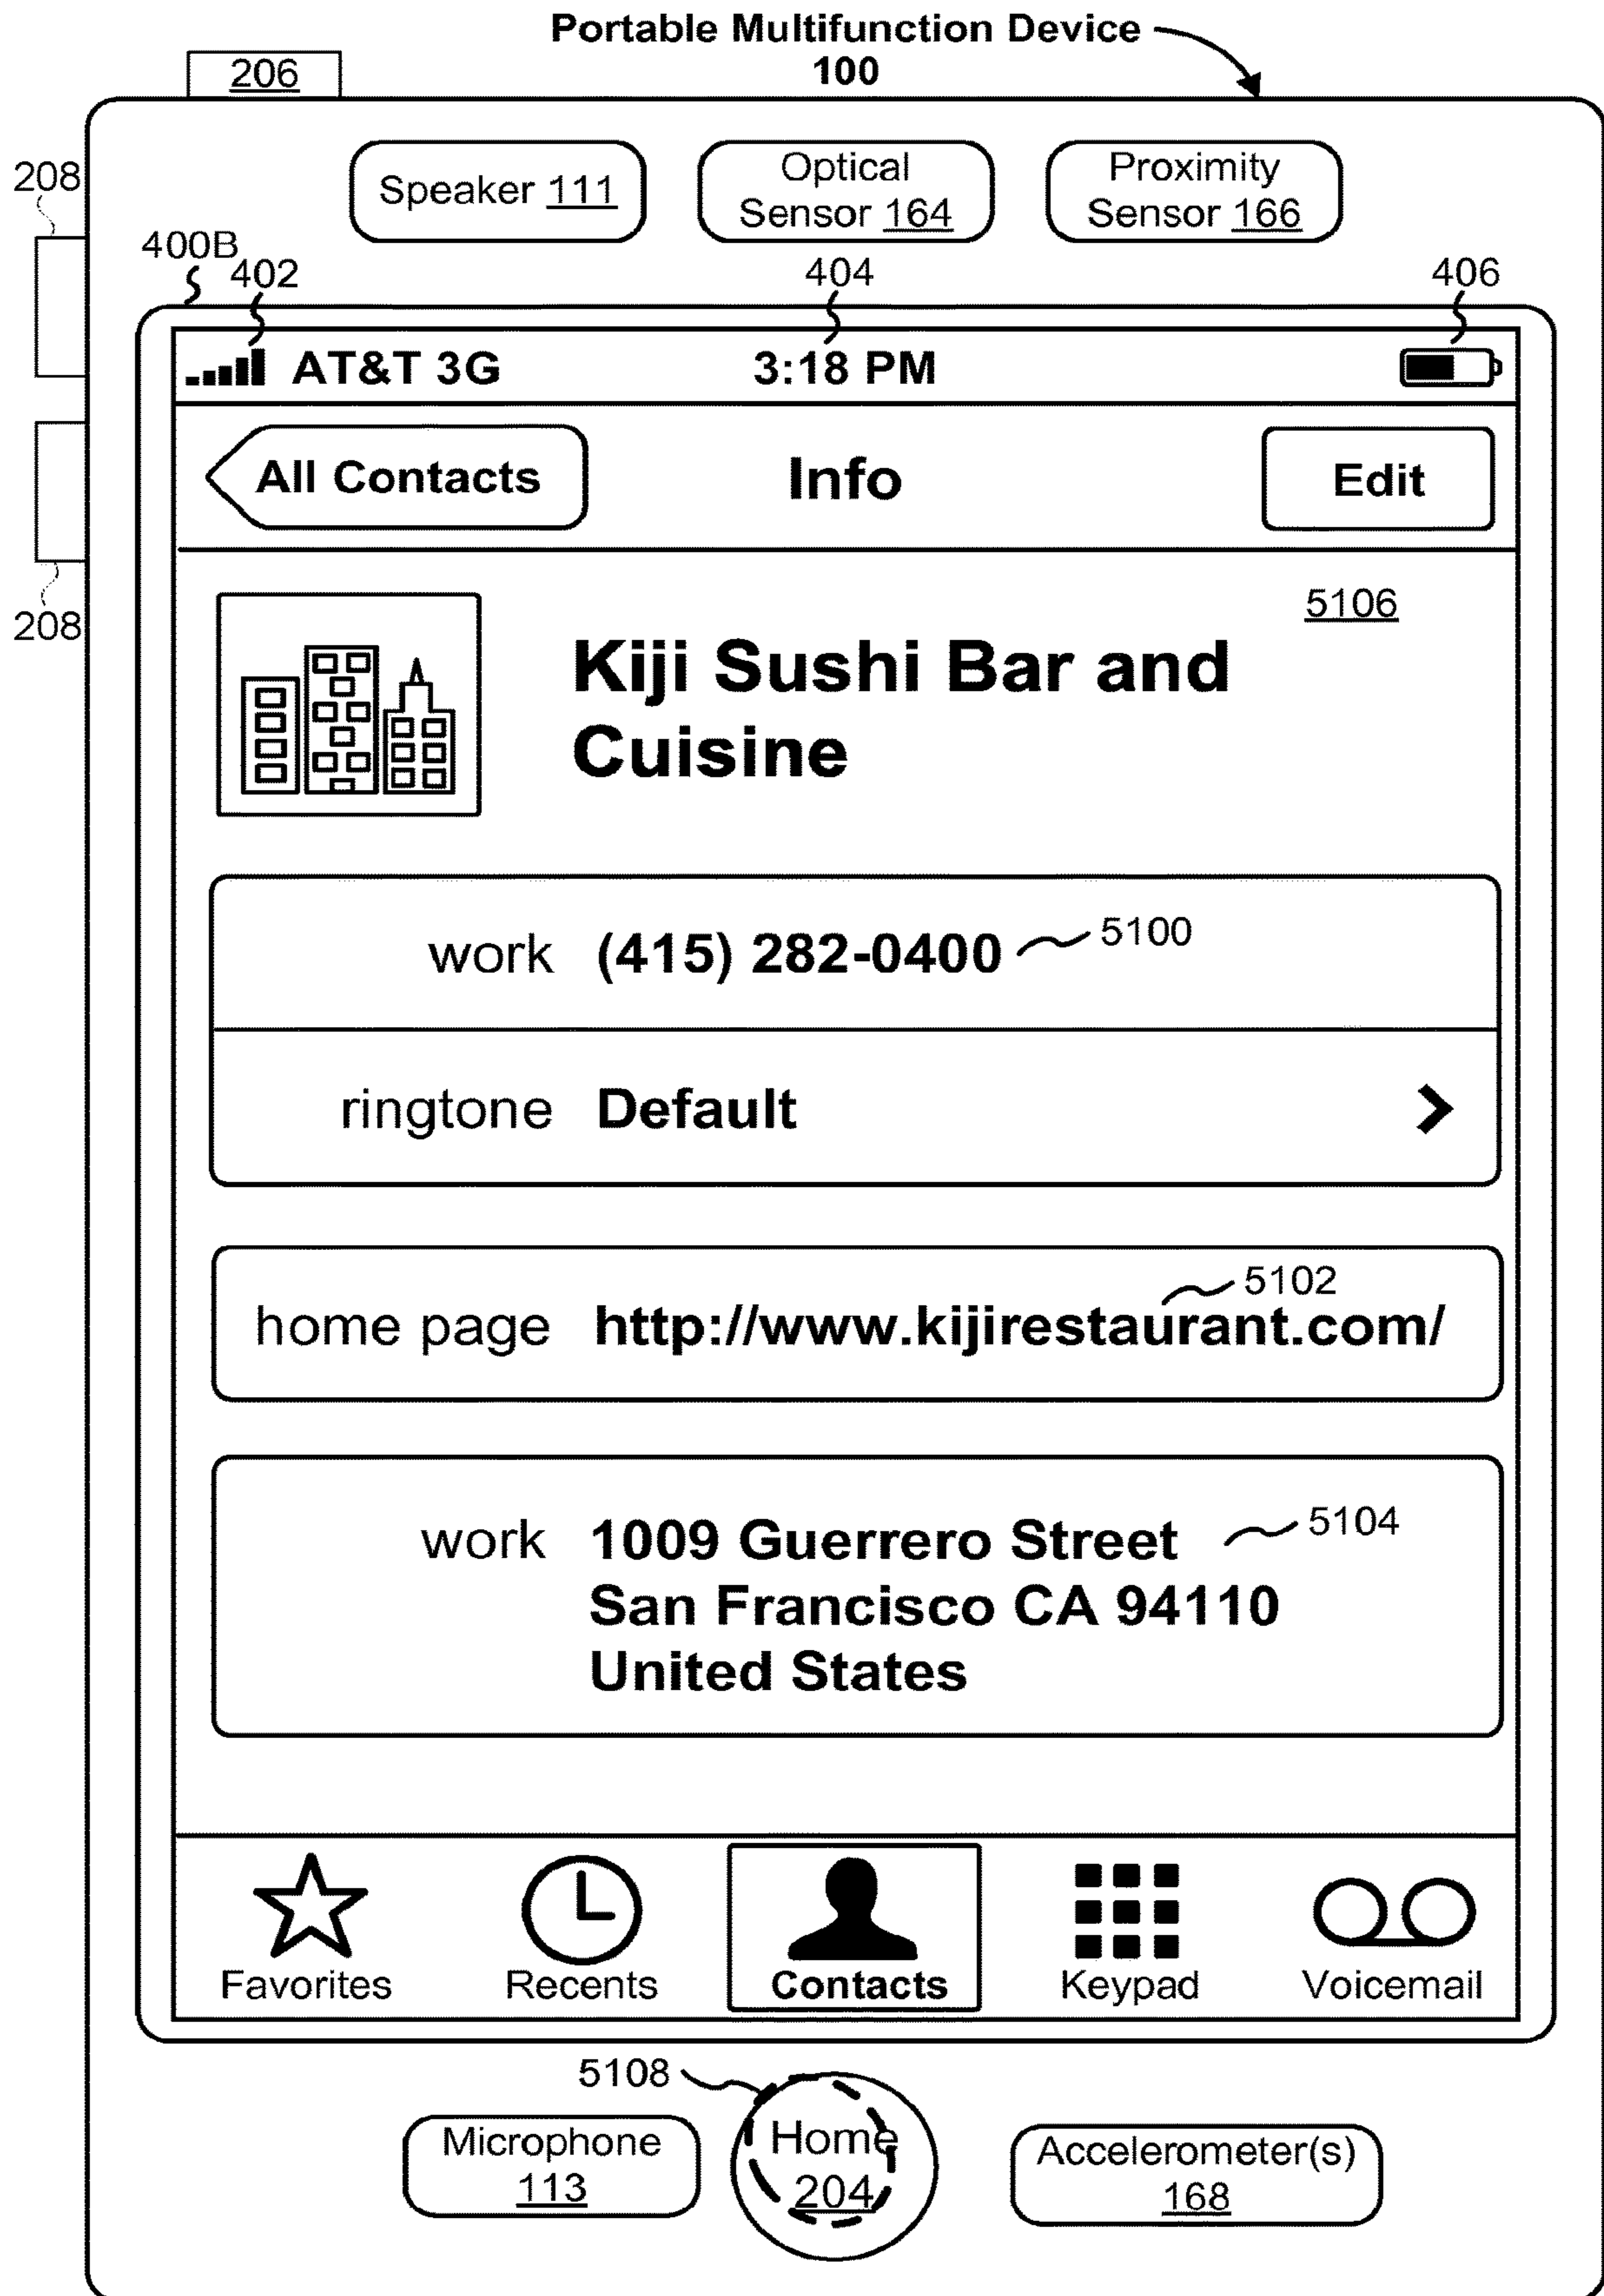 Portable Multifunction Device
100
206
Speaker 111
Optical
Sensor 164
Proximity
Sensor 166
208
400B
402
404
406
AT&T 3G
3:18 PM
All Contacts
Info
Edit
208
5106
Kiji Sushi Bar and
Cuisine
work (415) 282-0400
5100
ringtone Default
5102
home page http://www.kijirestaurant.com/
work 1009 Guerrero Street
5104
San Francisco CA 94110
United States
Favorites
Recents
Contacts
Keypad
Voicemail
5108
Microphone
113
Home
204
Accelerometer(s)
168